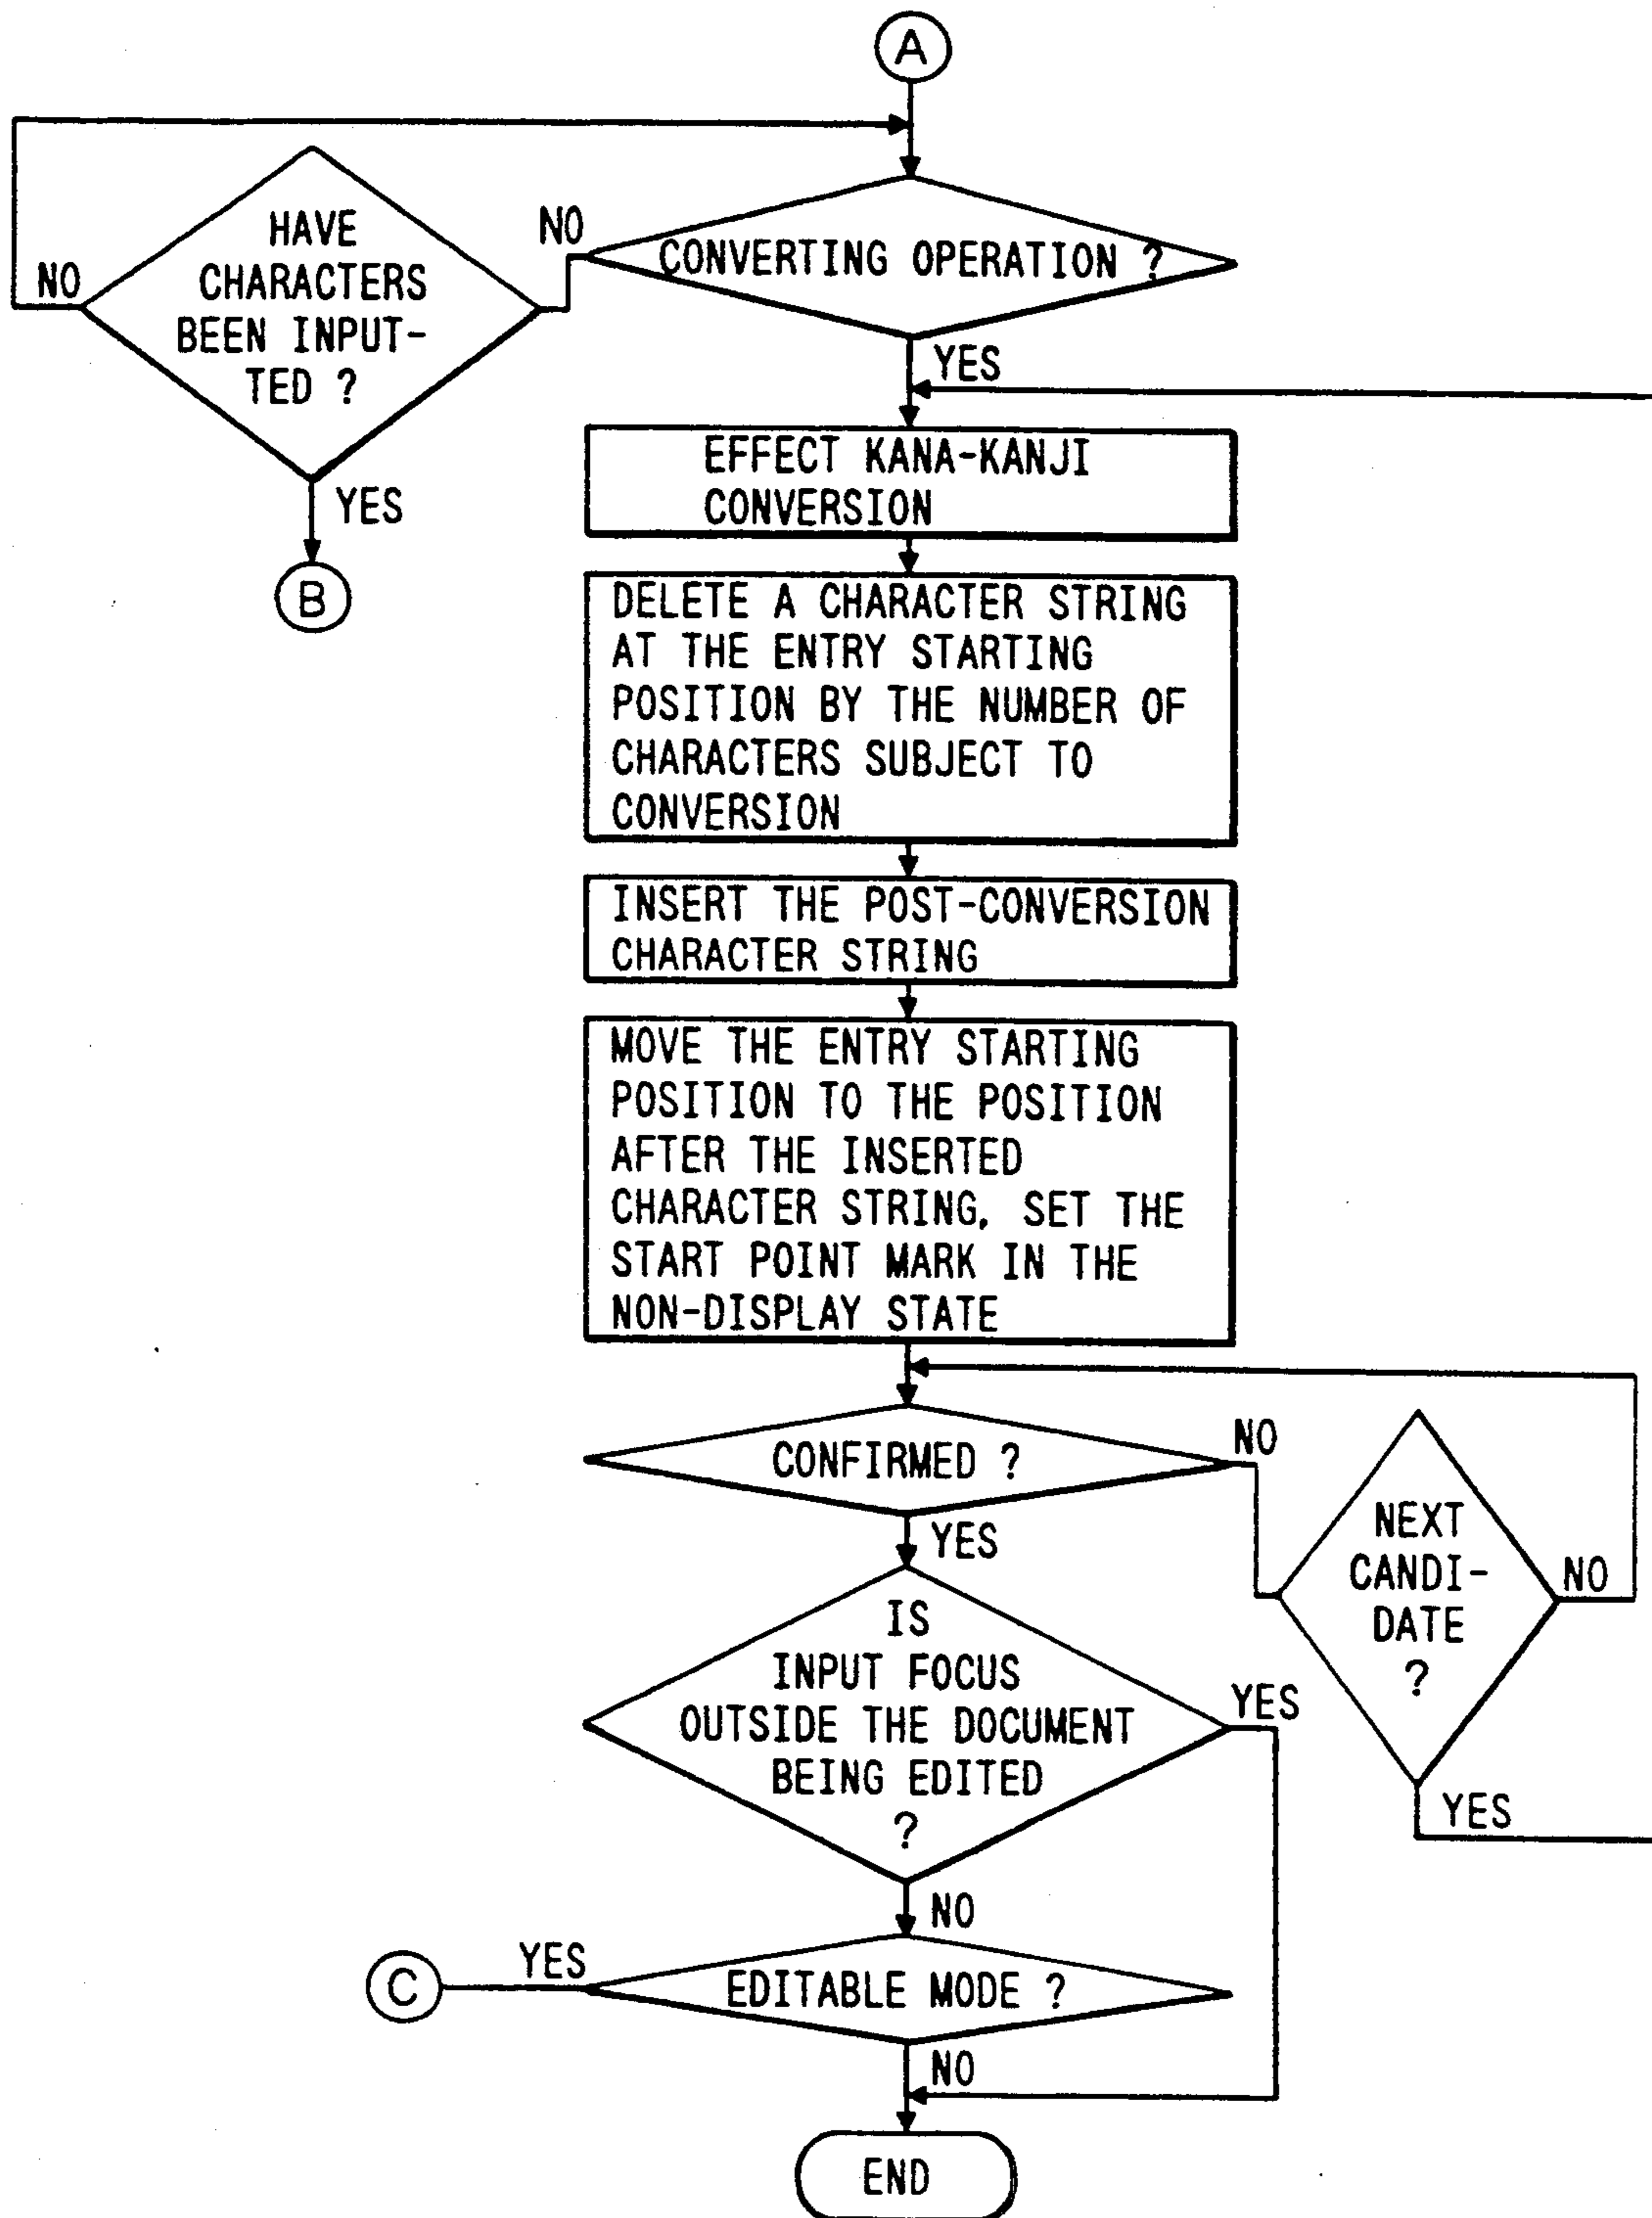 A
HAVE
CHARACTERS
BEEN INPUT-
TED ?
NO
NO
CONVERTING OPERATION ?
YES
YES
B
EFFECT KANA-KANJI
CONVERSION
DELETE A CHARACTER STRING
AT THE ENTRY STARTING
POSITION BY THE NUMBER OF
CHARACTERS SUBJECT TO
CONVERSION
INSERT THE POST-CONVERSION
CHARACTER STRING
MOVE THE ENTRY STARTING
POSITION TO THE POSITION
AFTER THE INSERTED
CHARACTER STRING, SET THE
START POINT MARK IN THE
NON-DISPLAY STATE
CONFIRMED ?
NO
YES
NEXT
CANDI-
DATE
?
NO
YES
IS
INPUT FOCUS
OUTSIDE THE DOCUMENT
BEING EDITED
?
YES
NO
C
YES
EDITABLE MODE ?
NO
END